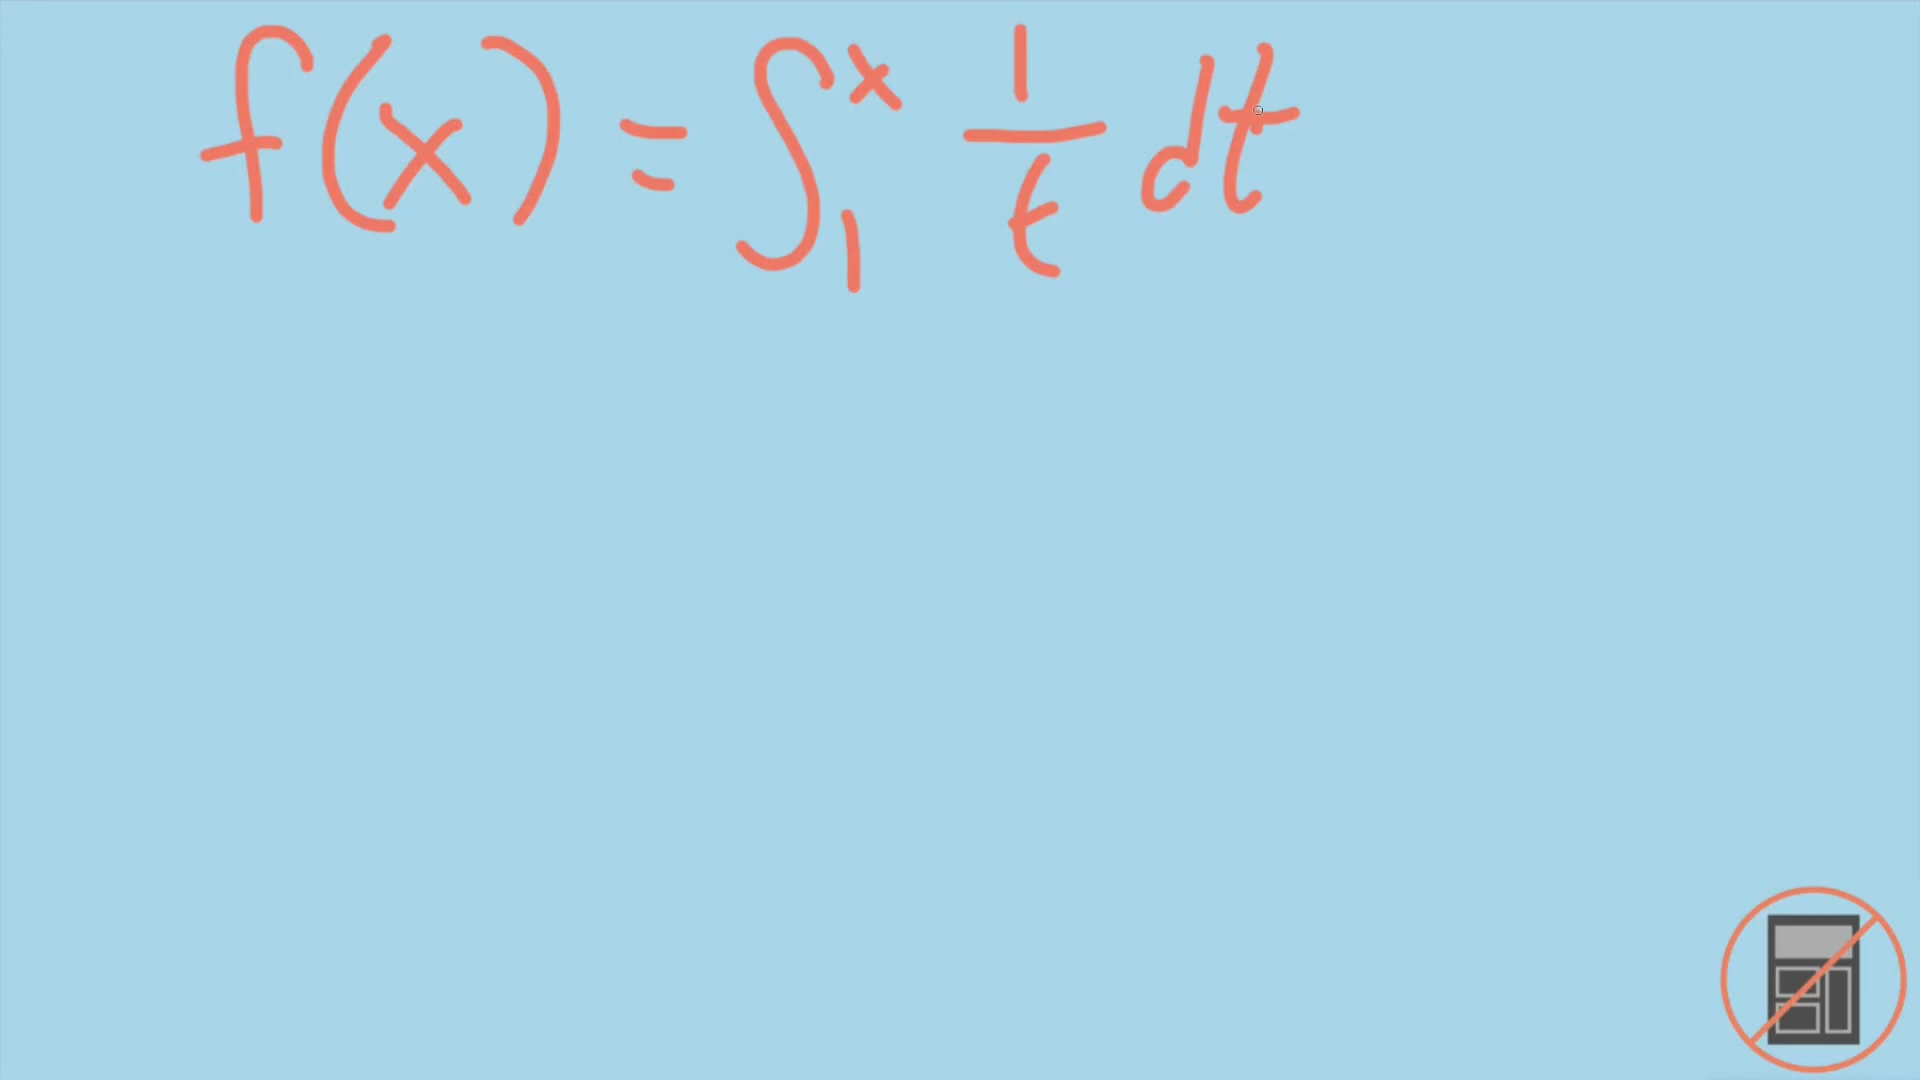 f(x) = ∫₁ˣ 1/t dt